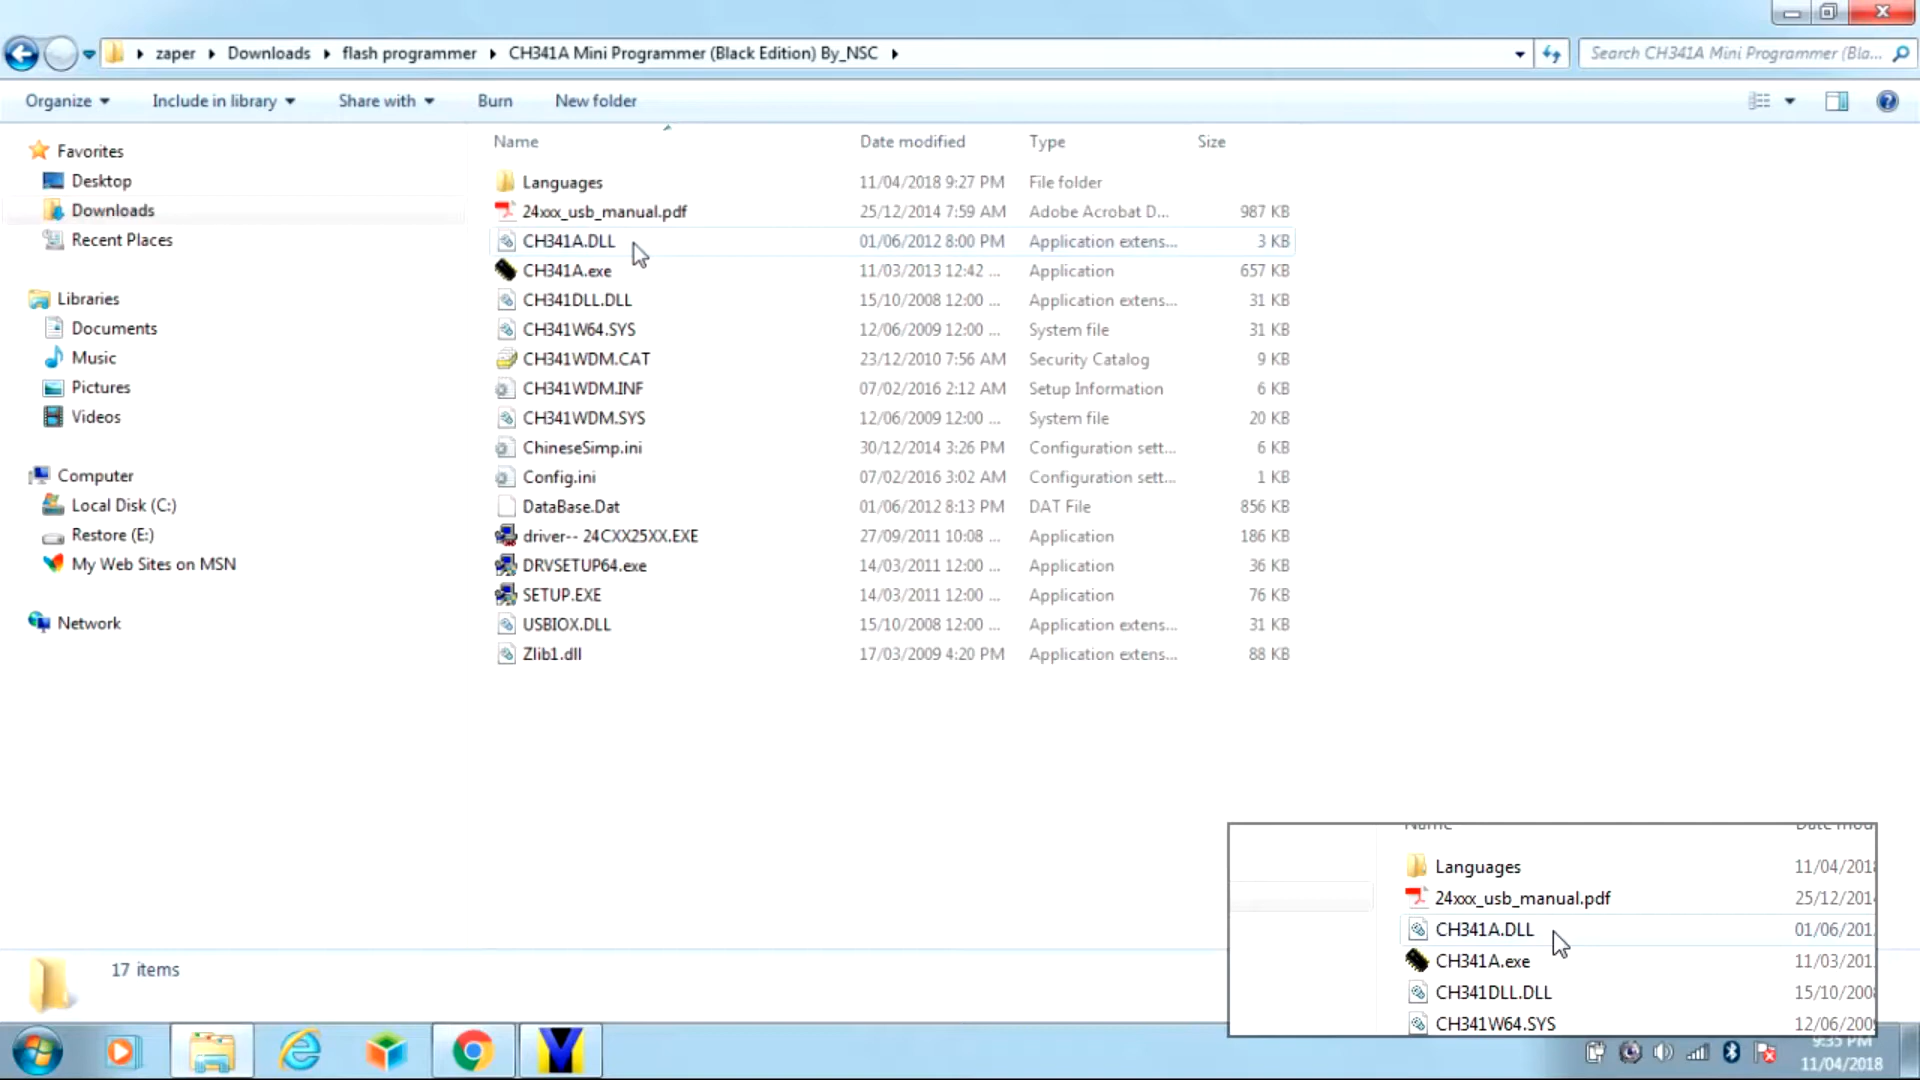 zaper Downloads flash programmer CH341A Mini Programmer (Black Edition) By_NSC
Search CH341A Mini Programmer (Bla...
Organize Include in library Share with Burn New folder
Favorites
Desktop
Downloads
Recent Places
Libraries
Documents
Music
Pictures
Videos
Computer
Local Disk (C:)
Restore (E:)
My Web Sites on MSN
Network
Name Date modified Type Size
Languages 11/04/2018 9:27 PM File folder
24xxx_usb_manual.pdf 25/12/2014 7:59 AM Adobe Acrobat D... 987 KB
CH341A.DLL 01/06/2012 8:00 PM Application extens... 3 KB
CH341A.exe 11/03/2013 12:42 ... Application 657 KB
CH341DLL.DLL 15/10/2008 12:00 ... Application extens... 31 KB
CH341W64.SYS 12/06/2009 12:00 ... System file 31 KB
CH341WDM.CAT 23/12/2010 7:56 AM Security Catalog 9 KB
CH341WDM.INF 07/02/2016 2:12 AM Setup Information 6 KB
CH341WDM.SYS 12/06/2009 12:00 ... System file 20 KB
ChineseSimp.ini 30/12/2014 3:26 PM Configuration sett... 6 KB
Config.ini 07/02/2016 3:02 AM Configuration sett... 1 KB
DataBase.Dat 01/06/2012 8:13 PM DAT File 856 KB
driver-- 24CXX25XX.EXE 27/09/2011 10:08 ... Application 186 KB
DRVSETUP64.exe 14/03/2011 12:00 ... Application 36 KB
SETUP.EXE 14/03/2011 12:00 ... Application 76 KB
USBIOX.DLL 15/10/2008 12:00 ... Application extens... 31 KB
Zlib1.dll 17/03/2009 4:20 PM Application extens... 88 KB
17 items
Name Date mod
Languages 11/04/201
24xxx_usb_manual.pdf 25/12/201
CH341A.DLL 01/06/201
CH341A.exe 11/03/201
CH341DLL.DLL 15/10/200
CH341W64.SYS 12/06/200
9:35 PM
11/04/2018